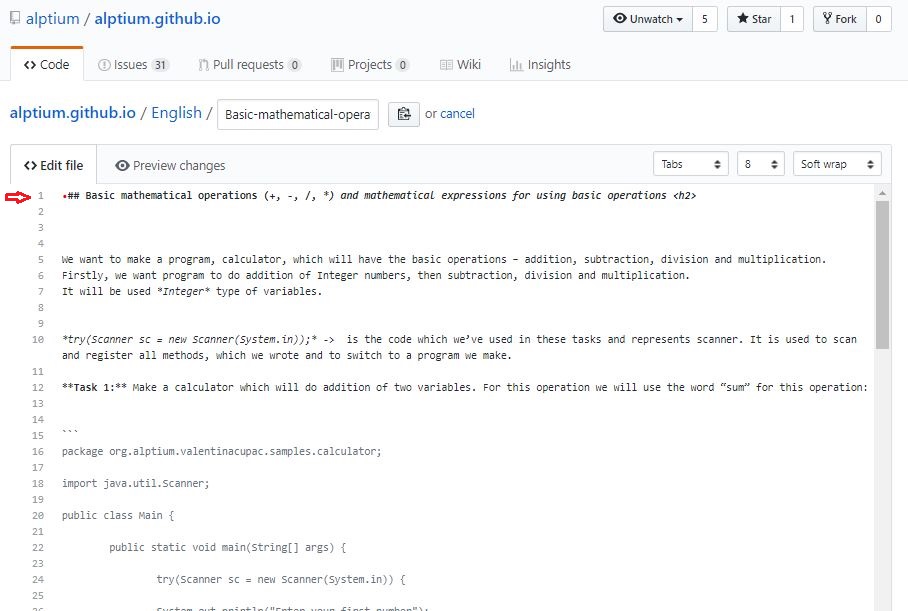 alptium / alptium.github.io
Unwatch 5 Star 1 Fork 0
Code Issues 31 Pull requests 0 Projects 0 Wiki Insights
alptium.github.io / English / Basic-mathematical-opera or cancel
Edit file Preview changes Tabs 8 Soft wrap
1 •## Basic mathematical operations (+, -, /, *) and mathematical expressions for using basic operations <h2>
2
3
4
5 We want to make a program, calculator, which will have the basic operations – addition, subtraction, division and multiplication.
6 Firstly, we want program to do addition of Integer numbers, then subtraction, division and multiplication.
7 It will be used *Integer* type of variables.
8
9
10 *try(Scanner sc = new Scanner(System.in));* -> is the code which we’ve used in these tasks and represents scanner. It is used to scan
and register all methods, which we wrote and to switch to a program we make.
11
12 **Task 1:** Make a calculator which will do addition of two variables. For this operation we will use the word “sum” for this operation:
13
14
15 ```
16 package org.alptium.valentinacupac.samples.calculator;
17
18 import java.util.Scanner;
19
20 public class Main {
21
22 public static void main(String[] args) {
23
24 try(Scanner sc = new Scanner(System.in)) {
25
26 System.out.println("Enter your first number");